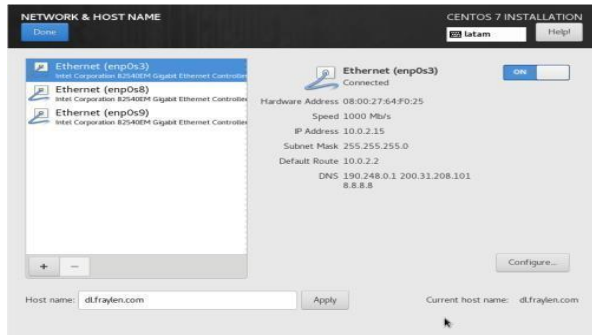 NETWORK & HOST NAME
CENTOS 7 INSTALLATION
Done
latam
Help!
Ethernet (enp0s3)
Intel Corporation 82540EM Gigabit Ethernet Controller
Ethernet (enp0s8)
Intel Corporation 82540EM Gigabit Ethernet Controller
Ethernet (enp0s9)
Intel Corporation 82540EM Gigabit Ethernet Controller
Ethernet (enp0s3)
Connected
ON
Hardware Address 08:00:27:64:F0:25
Speed 1000 Mb/s
IP Address 10.0.2.15
Subnet Mask 255.255.255.0
Default Route 10.0.2.2
DNS 190.248.0.1 200.31.208.101
8.8.8.8
+ −
Configure...
Host name: dl.fraylen.com
Apply
Current host name: dl.fraylen.com